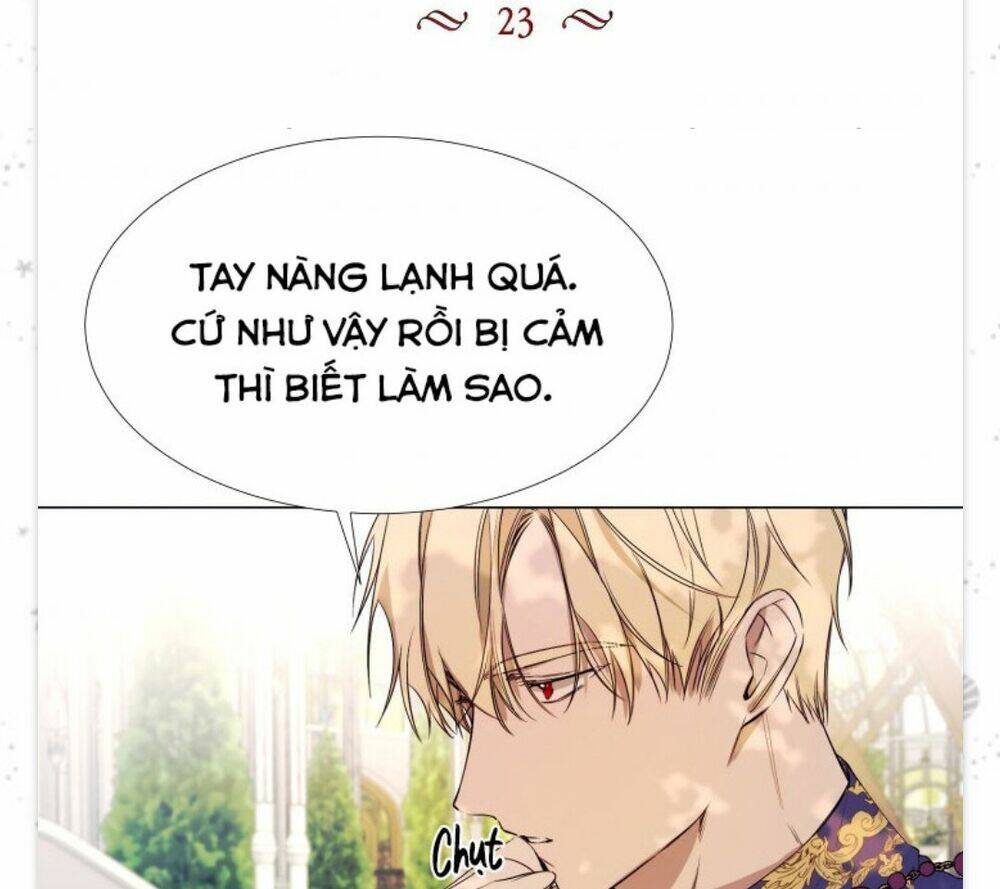 23
TAY NÀNG LẠNH QUÁ.
CỨ NHƯ VẬY RỒI BỊ CẢM
THÌ BIẾT LÀM SAO.
Chụt